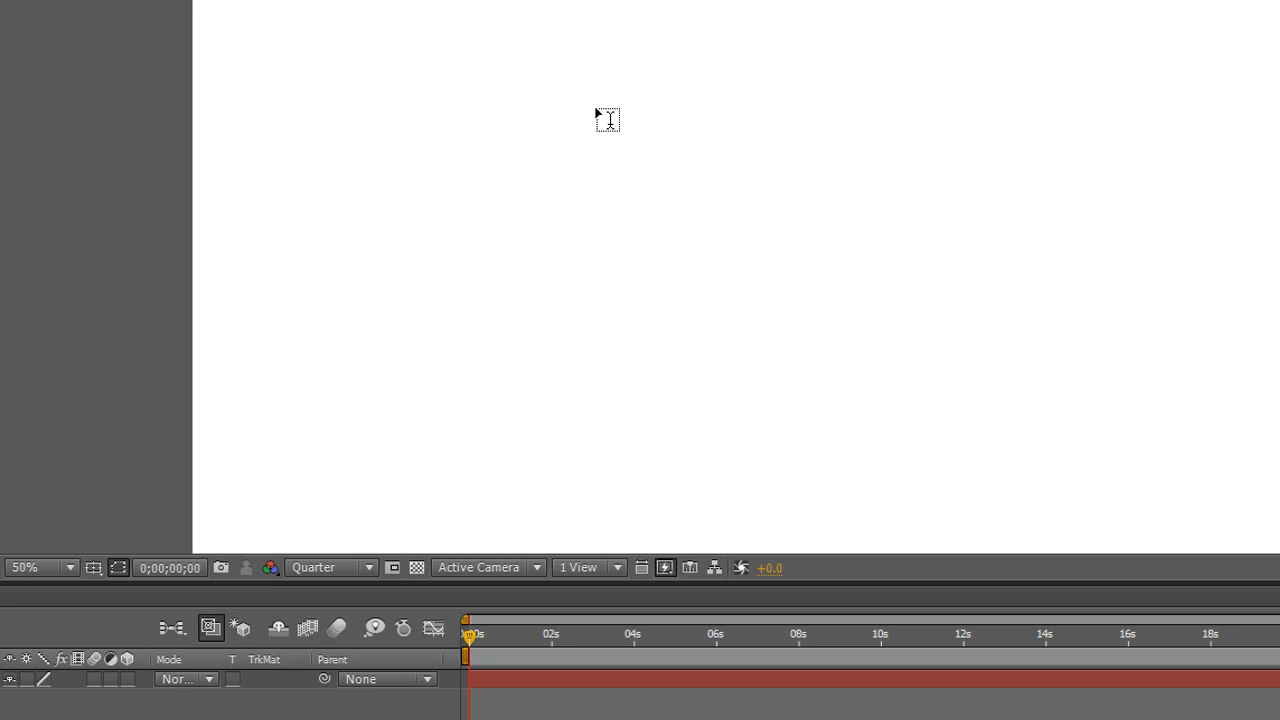 50% 0;00;00;00 Quarter Active Camera 1 View +0.0
0s 02s 04s 06s 08s 10s 12s 14s 16s 18s
fx Mode T TrkMat Parent
Nor... None